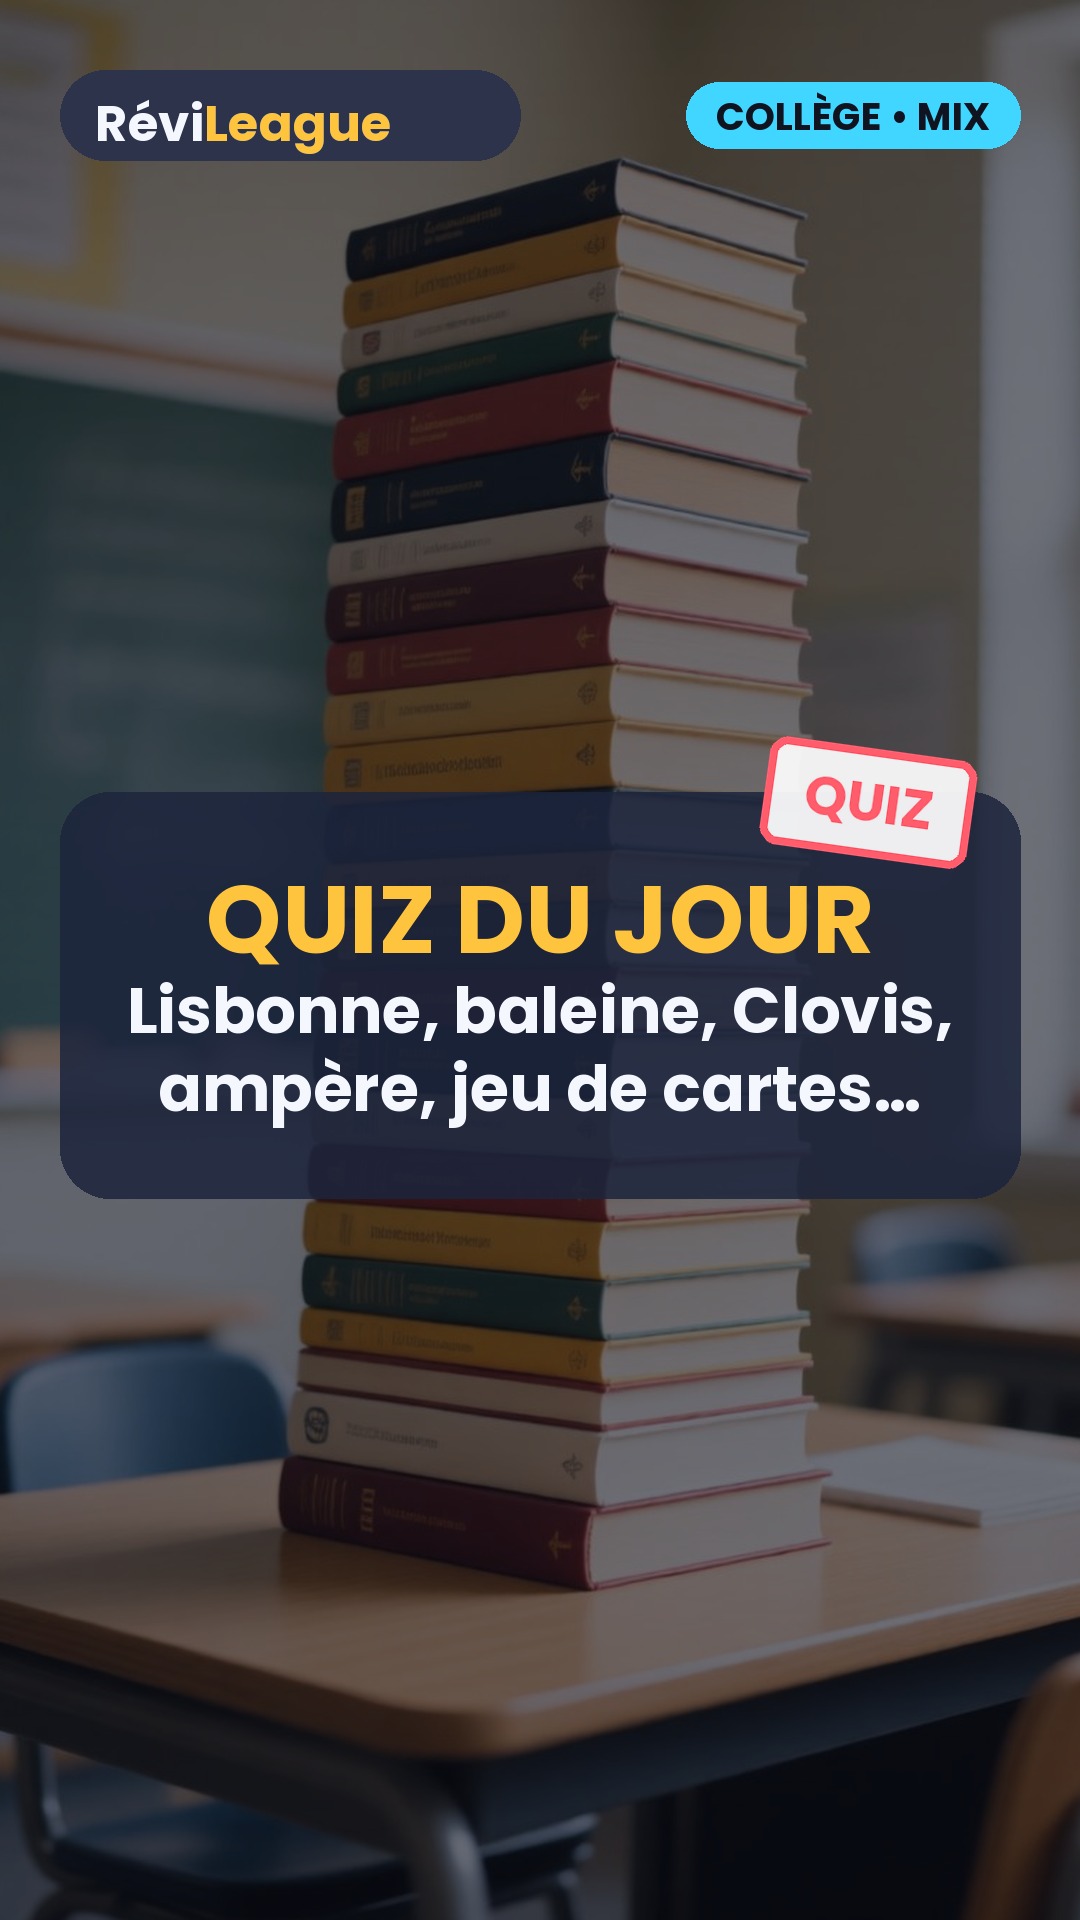 RéviLeague
COLLÈGE • MIX
QUIZ
QUIZ DU JOUR
Lisbonne, baleine, Clovis,
ampère, jeu de cartes...